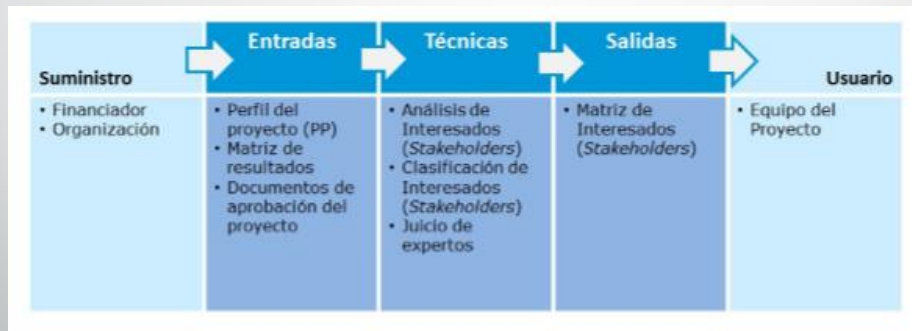 Suministro
Entradas
Técnicas
Salidas
Usuario
• Financiador
• Organización
• Perfil del
proyecto (PP)
• Matriz de
resultados
• Documentos de
aprobación del
proyecto
• Análisis de
Interesados
(Stakeholders)
• Clasificación de
Interesados
(Stakeholders)
• Juicio de
expertos
• Matriz de
Interesados
(Stakeholders)
• Equipo del
Proyecto